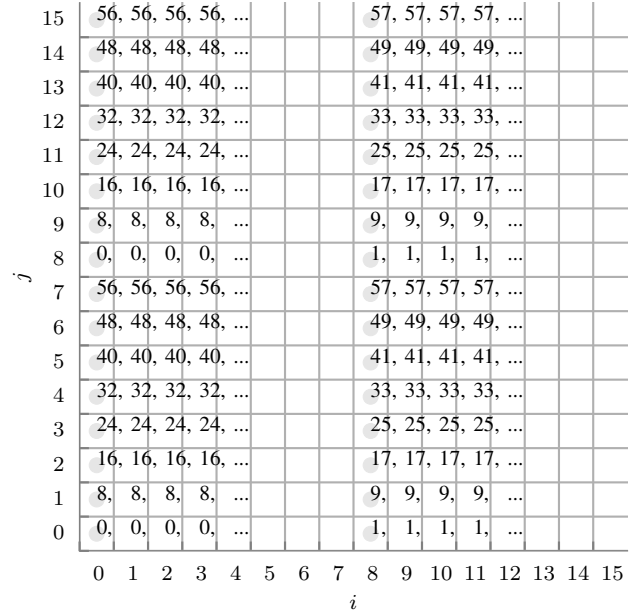 15 56, 56, 56, 56, ... 57, 57, 57, 57, ...
14 48, 48, 48, 48, ... 49, 49, 49, 49, ...
13 40, 40, 40, 40, ... 41, 41, 41, 41, ...
12 32, 32, 32, 32, ... 33, 33, 33, 33, ...
11 24, 24, 24, 24, ... 25, 25, 25, 25, ...
10 16, 16, 16, 16, ... 17, 17, 17, 17, ...
9 8, 8, 8, 8, ... 9, 9, 9, 9, ...
8 0, 0, 0, 0, ... 1, 1, 1, 1, ...
j
7 56, 56, 56, 56, ... 57, 57, 57, 57, ...
6 48, 48, 48, 48, ... 49, 49, 49, 49, ...
5 40, 40, 40, 40, ... 41, 41, 41, 41, ...
4 32, 32, 32, 32, ... 33, 33, 33, 33, ...
3 24, 24, 24, 24, ... 25, 25, 25, 25, ...
2 16, 16, 16, 16, ... 17, 17, 17, 17, ...
1 8, 8, 8, 8, ... 9, 9, 9, 9, ...
0 0, 0, 0, 0, ... 1, 1, 1, 1, ...
0 1 2 3 4 5 6 7 8 9 10 11 12 13 14 15
i